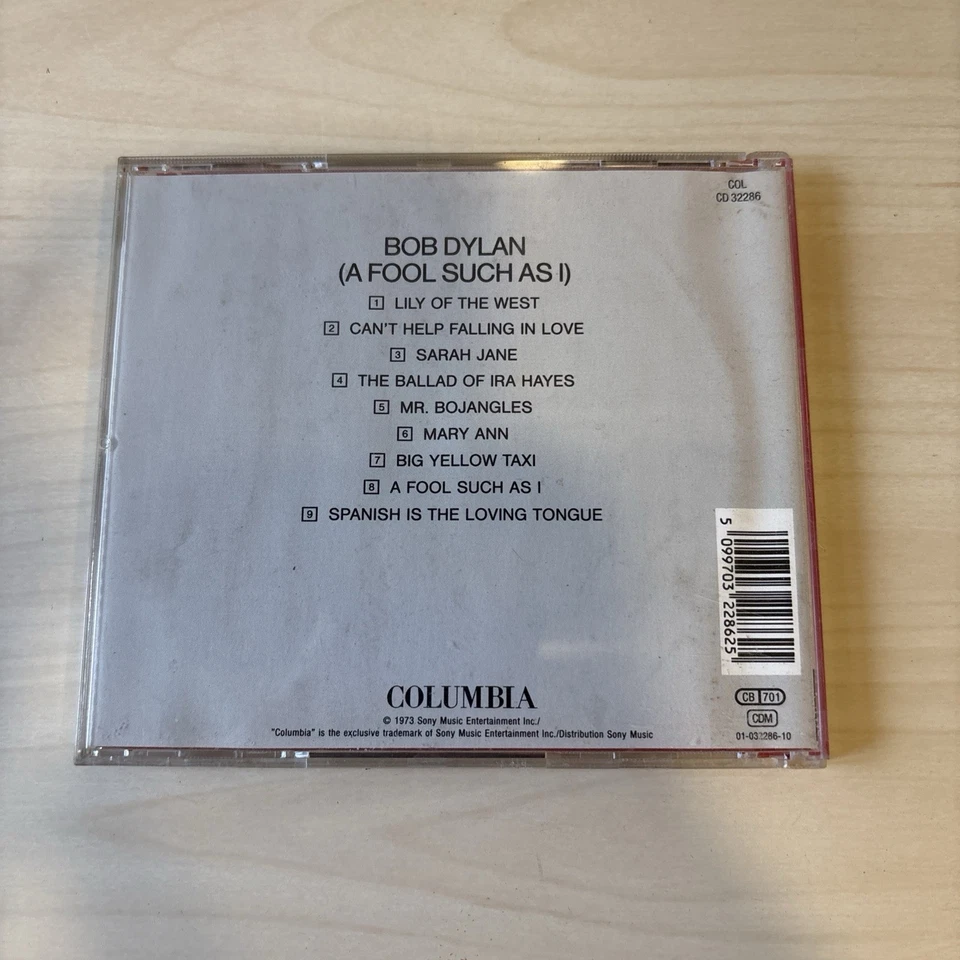 COL
CD 32286
BOB DYLAN
(A FOOL SUCH AS I)
1 LILY OF THE WEST
2 CAN'T HELP FALLING IN LOVE
3 SARAH JANE
4 THE BALLAD OF IRA HAYES
5 MR. BOJANGLES
6 MARY ANN
7 BIG YELLOW TAXI
8 A FOOL SUCH AS I
9 SPANISH IS THE LOVING TONGUE
5 099703 228625
COLUMBIA
© 1973 Sony Music Entertainment Inc./
"Columbia" is the exclusive trademark of Sony Music Entertainment Inc./Distribution Sony Music
CB 701
CDM
01-032286-10